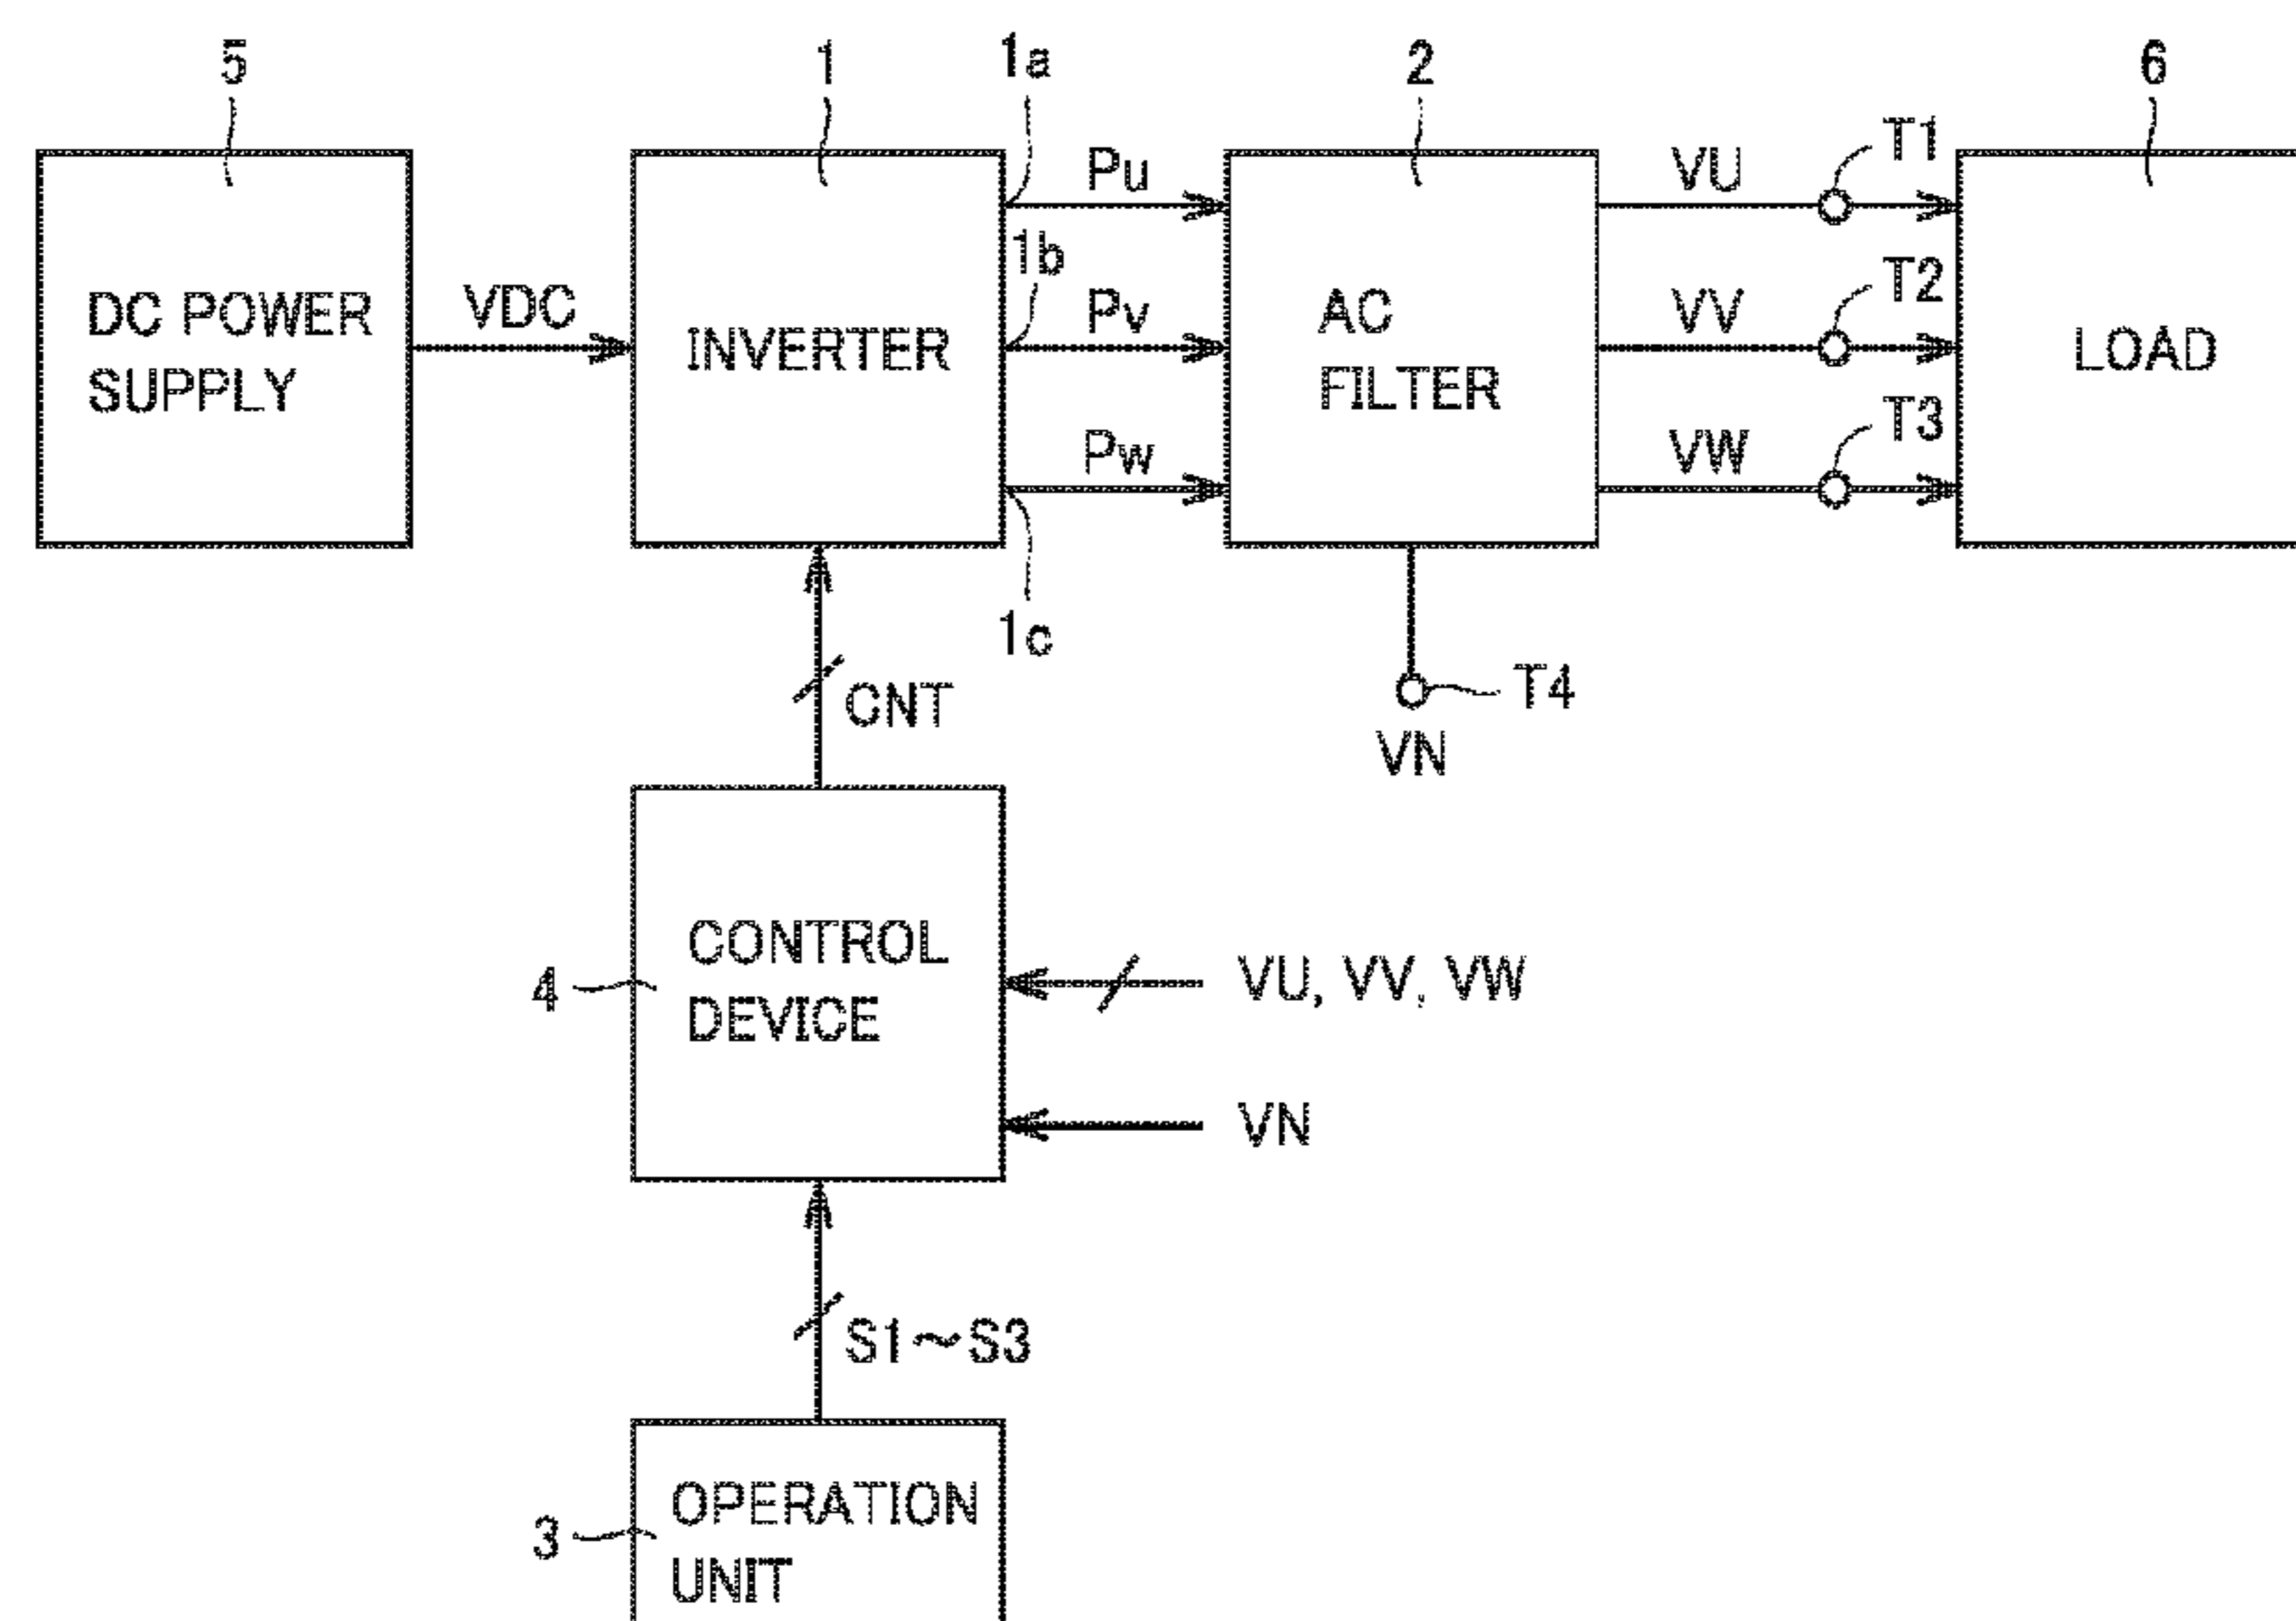 5
1
1a
2
6
T1
Pu
VU
1b
T2
DC POWER
SUPPLY
VDC
INVERTER
Pv
AC
FILTER
VV
LOAD
T3
Pw
VW
1c
T4
CNT
VN
CONTROL
DEVICE
4
VU, VV, VW
VN
S1~S3
OPERATION
UNIT
3